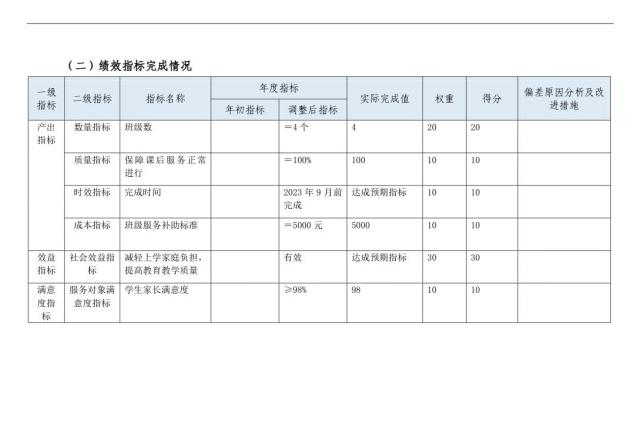 （二）绩效指标完成情况
一级指标 二级指标 指标名称 年度指标 实际完成值 权重 得分 偏差原因分析及改进措施
年初指标 调整后指标
产出指标 数量指标 班级数 ＝4 个 4 20 20
质量指标 保障课后服务正常进行 ＝100% 100 10 10
时效指标 完成时间 2023 年 9 月前完成 达成预期指标 10 10
成本指标 班级服务补助标准 ＝5000 元 5000 10 10
效益指标 社会效益指标 减轻上学家庭负担，提高教育教学质量 有效 达成预期指标 30 30
满意度指标 服务对象满意度指标 学生家长满意度 ≥98% 98 10 10